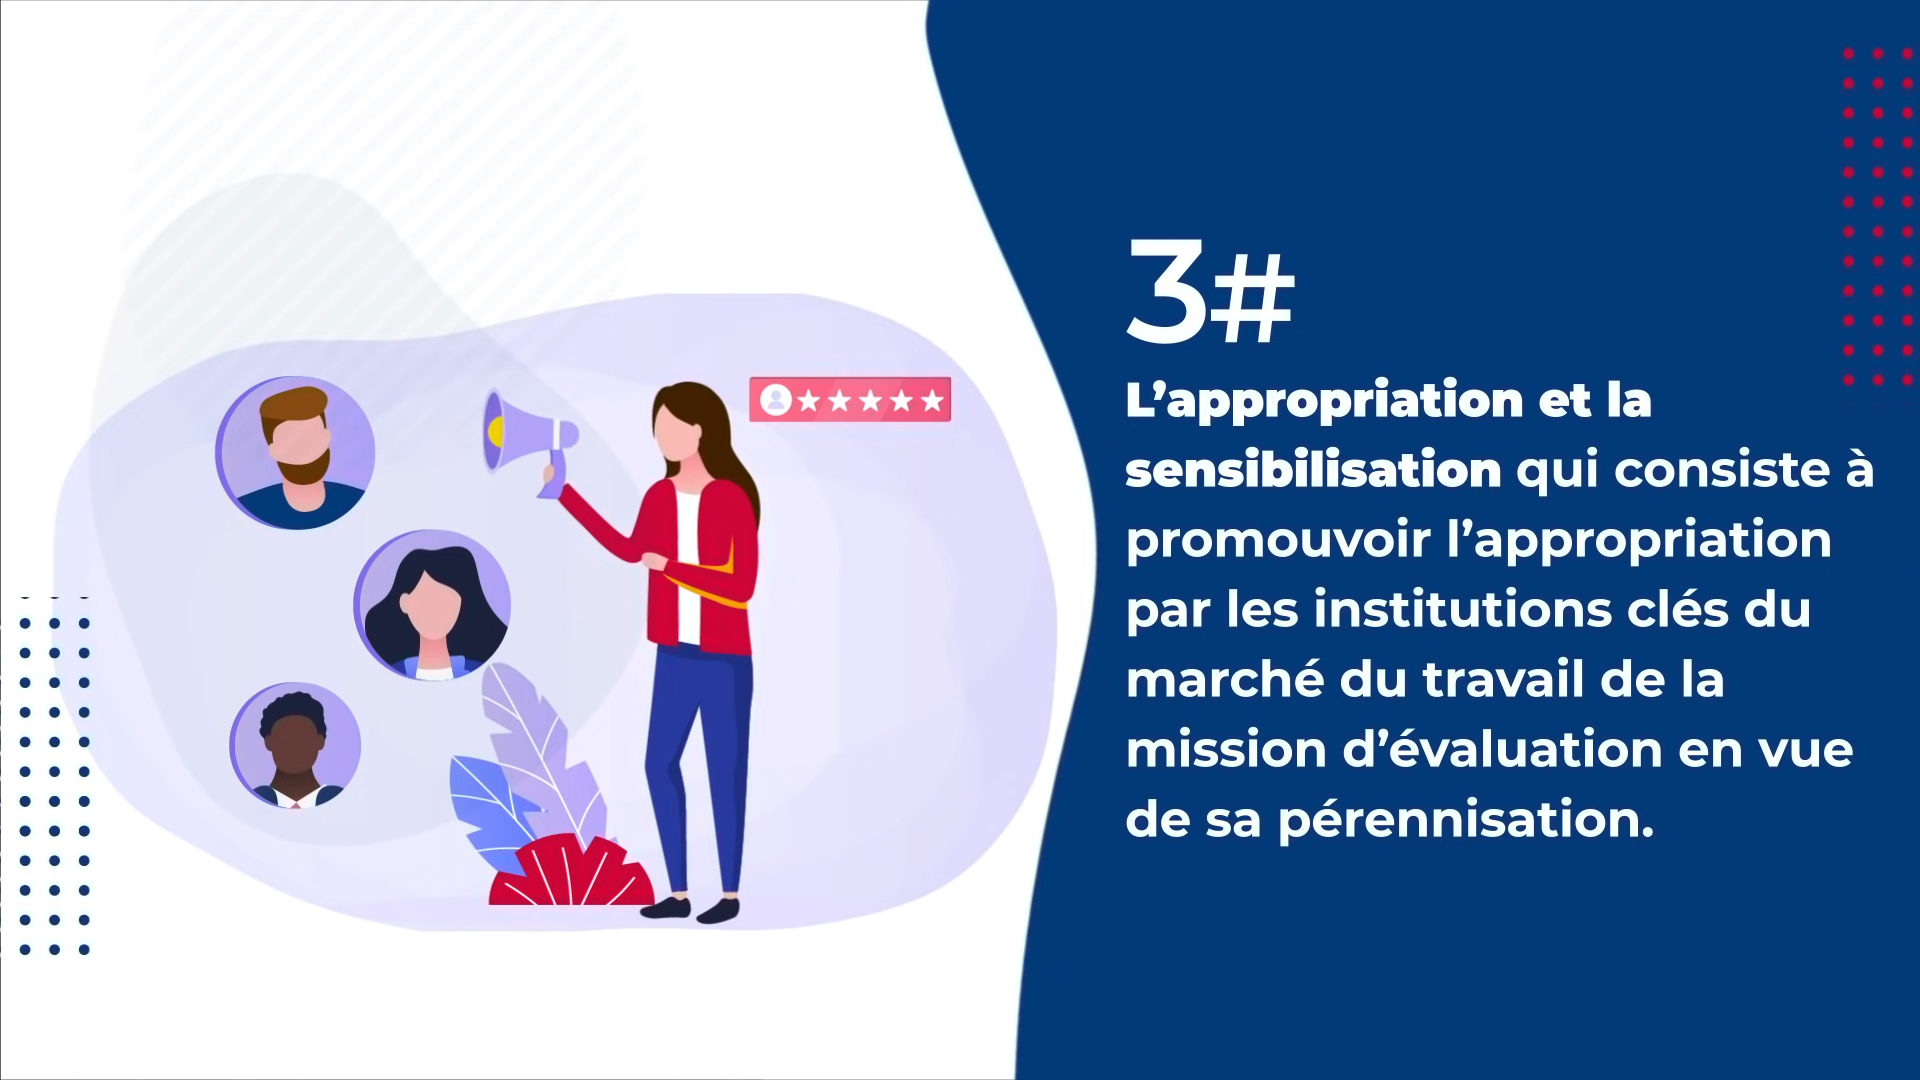 3#
L’appropriation et la
sensibilisation qui consiste à
promouvoir l’appropriation
par les institutions clés du
marché du travail de la
mission d’évaluation en vue
de sa pérennisation.